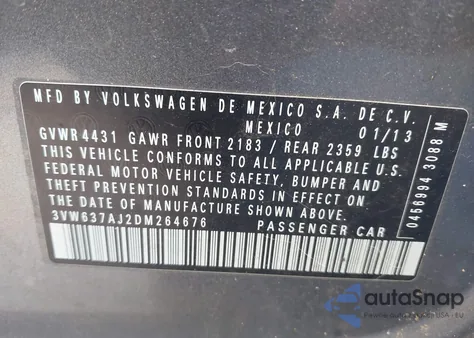 MFD BY VOLKSWAGEN DE MEXICO S.A. DE C.V.
MEXICO 01/13
GVWR 4431 GAWR FRONT 2183 / REAR 2359 LBS
THIS VEHICLE CONFORMS TO ALL APPLICABLE U.S.
FEDERAL MOTOR VEHICLE SAFETY, BUMPER AND
THEFT PREVENTION STANDARDS IN EFFECT ON
THE DATE OF MANUFACTURE SHOWN ABOVE.
3VW637AJ2DM264676 PASSENGER CAR
0466994 3088 M
autoSnap